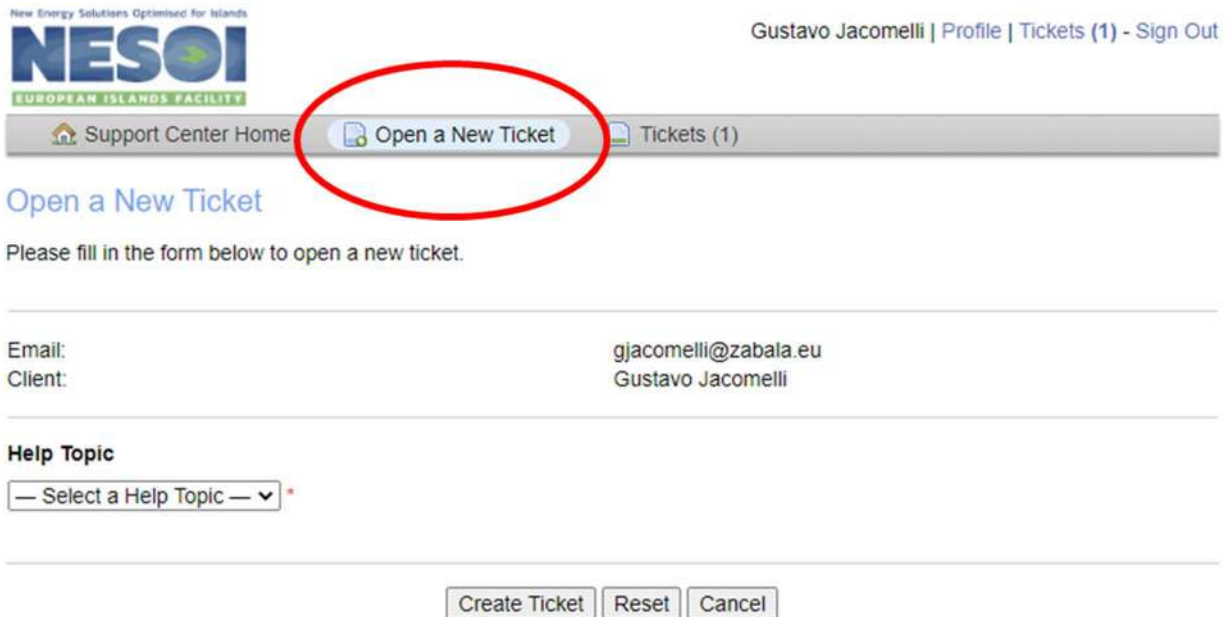 New Energy Solutions Optimised for Islands
NESOI
EUROPEAN ISLANDS FACILITY
Gustavo Jacomelli | Profile | Tickets (1) - Sign Out
Support Center Home Open a New Ticket Tickets (1)
Open a New Ticket
Please fill in the form below to open a new ticket.
Email: gjacomelli@zabala.eu
Client: Gustavo Jacomelli
Help Topic
— Select a Help Topic — *
Create Ticket Reset Cancel